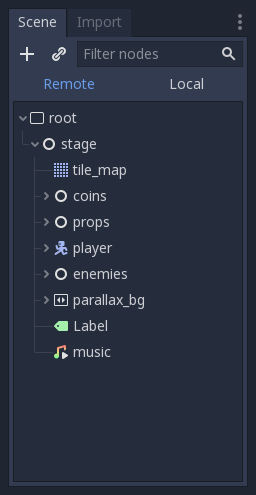 Scene Import
Filter nodes
Remote Local
root
stage
tile_map
coins
props
player
enemies
parallax_bg
Label
music